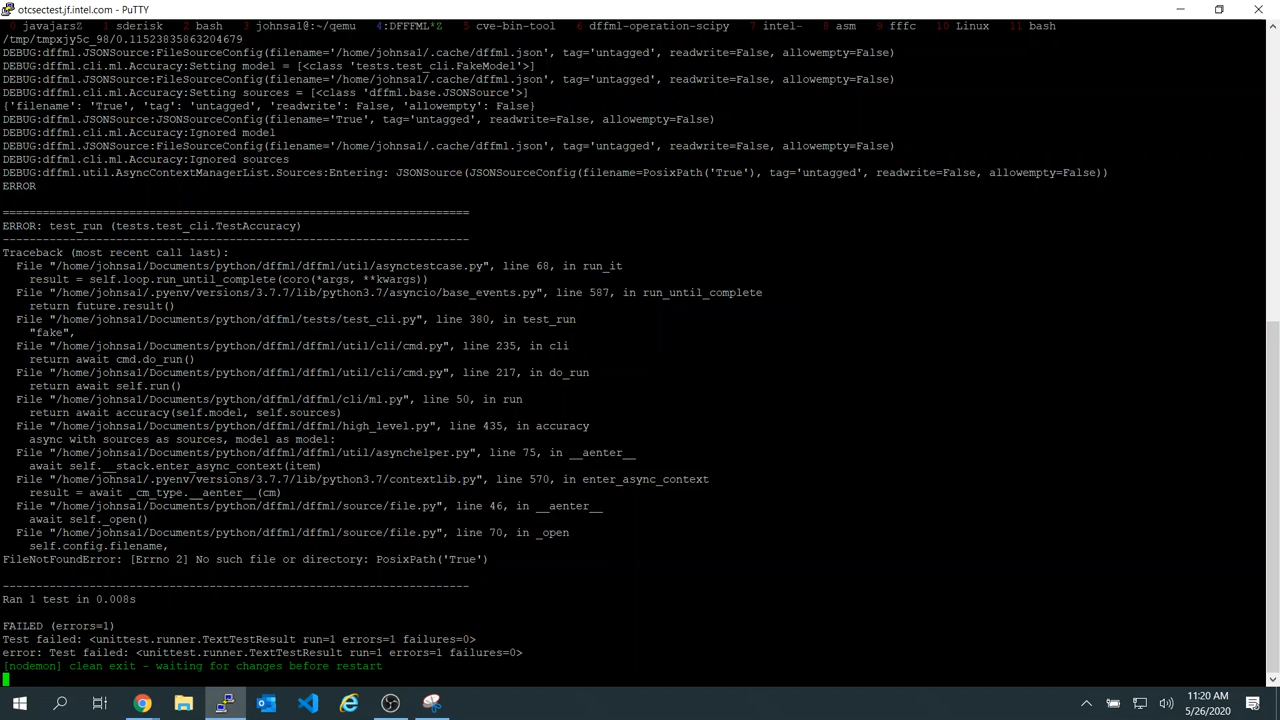 otcsectest.jf.intel.com - PuTTY
0 javajarsZ 1 sderisk 2 bash 3 johnsa1@:~/qemu 4:DFFFML*Z 5 cve-bin-tool 6 dffml-operation-scipy 7 intel- 8 asm 9 fffc 10 Linux 11 bash
/tmp/tmpxjy5c_98/0.11523835863204679
DEBUG:dffml.JSONSource:FileSourceConfig(filename='/home/johnsa1/.cache/dffml.json', tag='untagged', readwrite=False, allowempty=False)
DEBUG:dffml.cli.ml.Accuracy:Setting model = [<class 'tests.test_cli.FakeModel'>]
DEBUG:dffml.JSONSource:FileSourceConfig(filename='/home/johnsa1/.cache/dffml.json', tag='untagged', readwrite=False, allowempty=False)
DEBUG:dffml.cli.ml.Accuracy:Setting sources = [<class 'dffml.base.JSONSource'>]
{'filename': 'True', 'tag': 'untagged', 'readwrite': False, 'allowempty': False}
DEBUG:dffml.JSONSource:JSONSourceConfig(filename='True', tag='untagged', readwrite=False, allowempty=False)
DEBUG:dffml.cli.ml.Accuracy:Ignored model
DEBUG:dffml.JSONSource:FileSourceConfig(filename='/home/johnsa1/.cache/dffml.json', tag='untagged', readwrite=False, allowempty=False)
DEBUG:dffml.cli.ml.Accuracy:Ignored sources
DEBUG:dffml.util.AsyncContextManagerList.Sources:Entering: JSONSource(JSONSourceConfig(filename=PosixPath('True'), tag='untagged', readwrite=False, allowempty=False))
ERROR
======================================================================
ERROR: test_run (tests.test_cli.TestAccuracy)
----------------------------------------------------------------------
Traceback (most recent call last):
  File "/home/johnsa1/Documents/python/dffml/dffml/util/asynctestcase.py", line 68, in run_it
    result = self.loop.run_until_complete(coro(*args, **kwargs))
  File "/home/johnsa1/.pyenv/versions/3.7.7/lib/python3.7/asyncio/base_events.py", line 587, in run_until_complete
    return future.result()
  File "/home/johnsa1/Documents/python/dffml/tests/test_cli.py", line 380, in test_run
    "fake",
  File "/home/johnsa1/Documents/python/dffml/dffml/util/cli/cmd.py", line 235, in cli
    return await cmd.do_run()
  File "/home/johnsa1/Documents/python/dffml/dffml/util/cli/cmd.py", line 217, in do_run
    return await self.run()
  File "/home/johnsa1/Documents/python/dffml/dffml/cli/ml.py", line 50, in run
    return await accuracy(self.model, self.sources)
  File "/home/johnsa1/Documents/python/dffml/dffml/high_level.py", line 435, in accuracy
    async with sources as sources, model as model:
  File "/home/johnsa1/Documents/python/dffml/dffml/util/asynchelper.py", line 75, in __aenter__
    await self.__stack.enter_async_context(item)
  File "/home/johnsa1/.pyenv/versions/3.7.7/lib/python3.7/contextlib.py", line 570, in enter_async_context
    result = await _cm_type.__aenter__(cm)
  File "/home/johnsa1/Documents/python/dffml/dffml/source/file.py", line 46, in __aenter__
    await self._open()
  File "/home/johnsa1/Documents/python/dffml/dffml/source/file.py", line 70, in _open
    self.config.filename,
FileNotFoundError: [Errno 2] No such file or directory: PosixPath('True')
----------------------------------------------------------------------
Ran 1 test in 0.008s
FAILED (errors=1)
Test failed: <unittest.runner.TextTestResult run=1 errors=1 failures=0>
error: Test failed: <unittest.runner.TextTestResult run=1 errors=1 failures=0>
[nodemon] clean exit - waiting for changes before restart
11:20 AM
5/26/2020